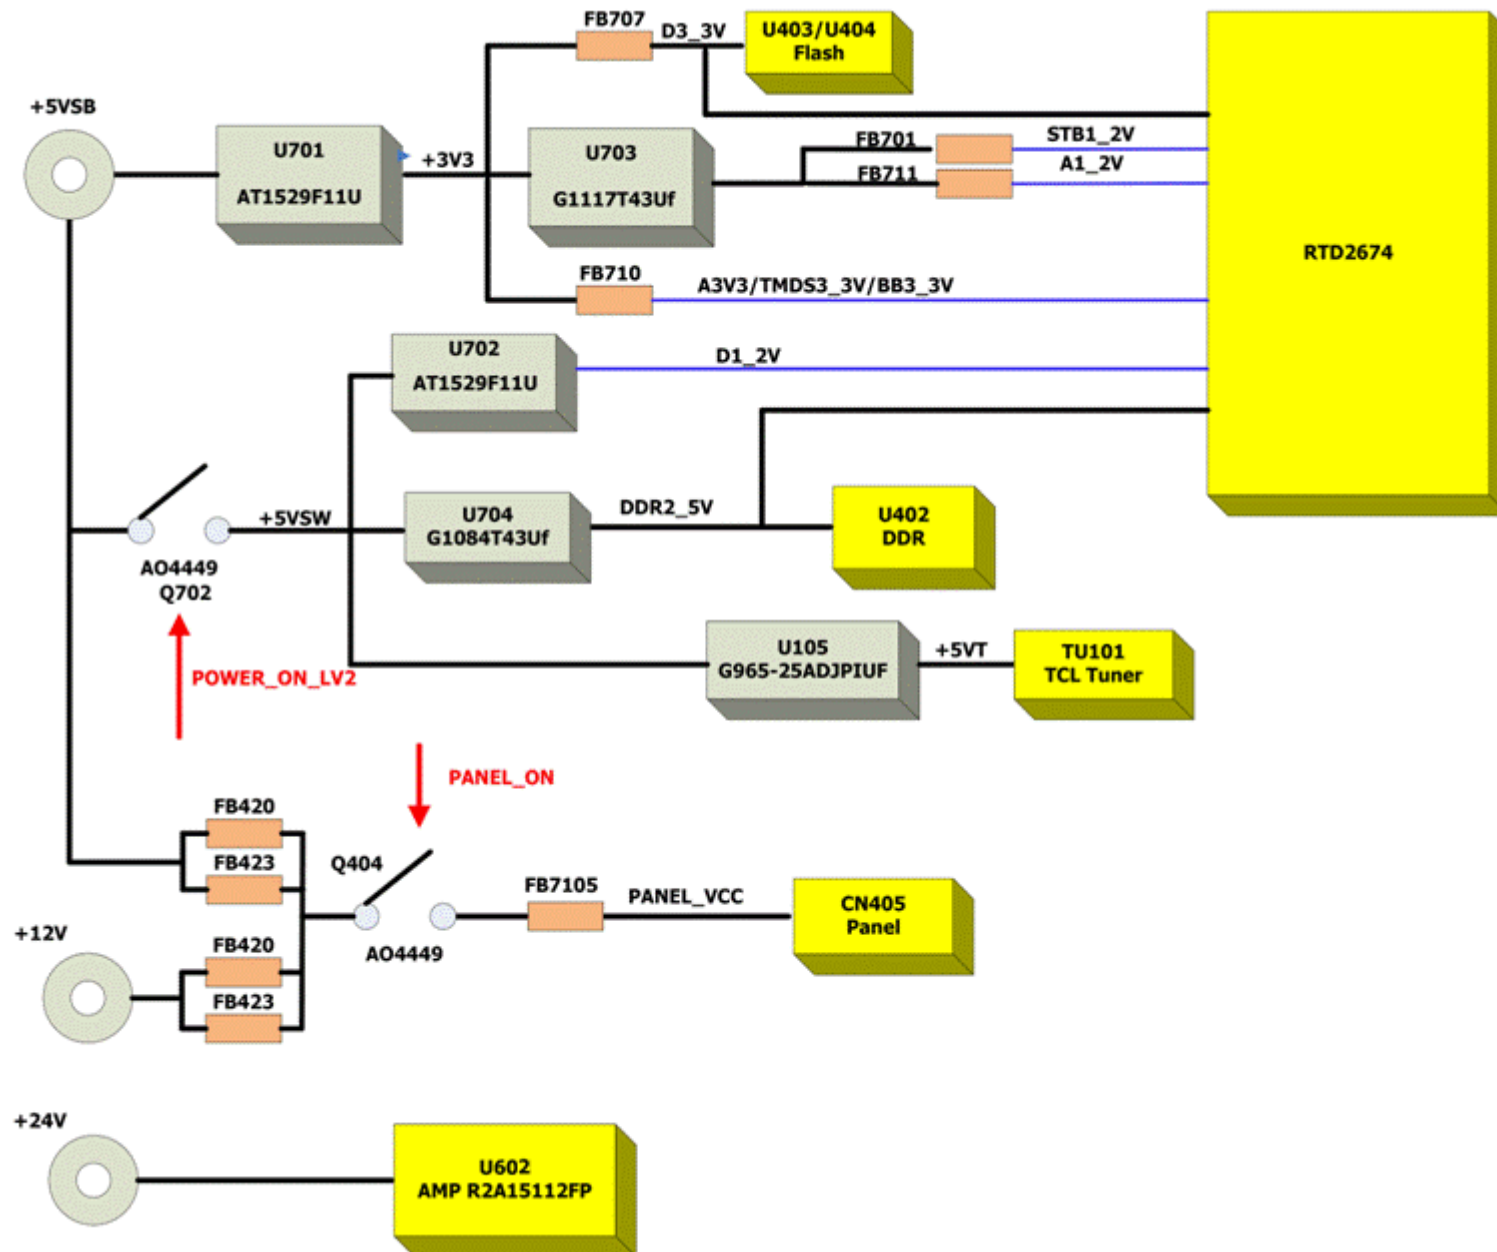 FB707
D3_3V
U403/U404
Flash
+5VSB
U701
AT1529F11U
+3V3
U703
G1117T43Uf
FB701
STB1_2V
FB711
A1_2V
RTD2674
FB710
A3V3/TMDS3_3V/BB3_3V
U702
AT1529F11U
D1_2V
+5VSW
U704
G1084T43Uf
DDR2_5V
U402
DDR
AO4449
Q702
POWER_ON_LV2
U105
G965-25ADJPIUF
+5VT
TU101
TCL Tuner
PANEL_ON
FB420
FB423
Q404
AO4449
FB7105
PANEL_VCC
CN405
Panel
+12V
FB420
FB423
+24V
U602
AMP R2A15112FP